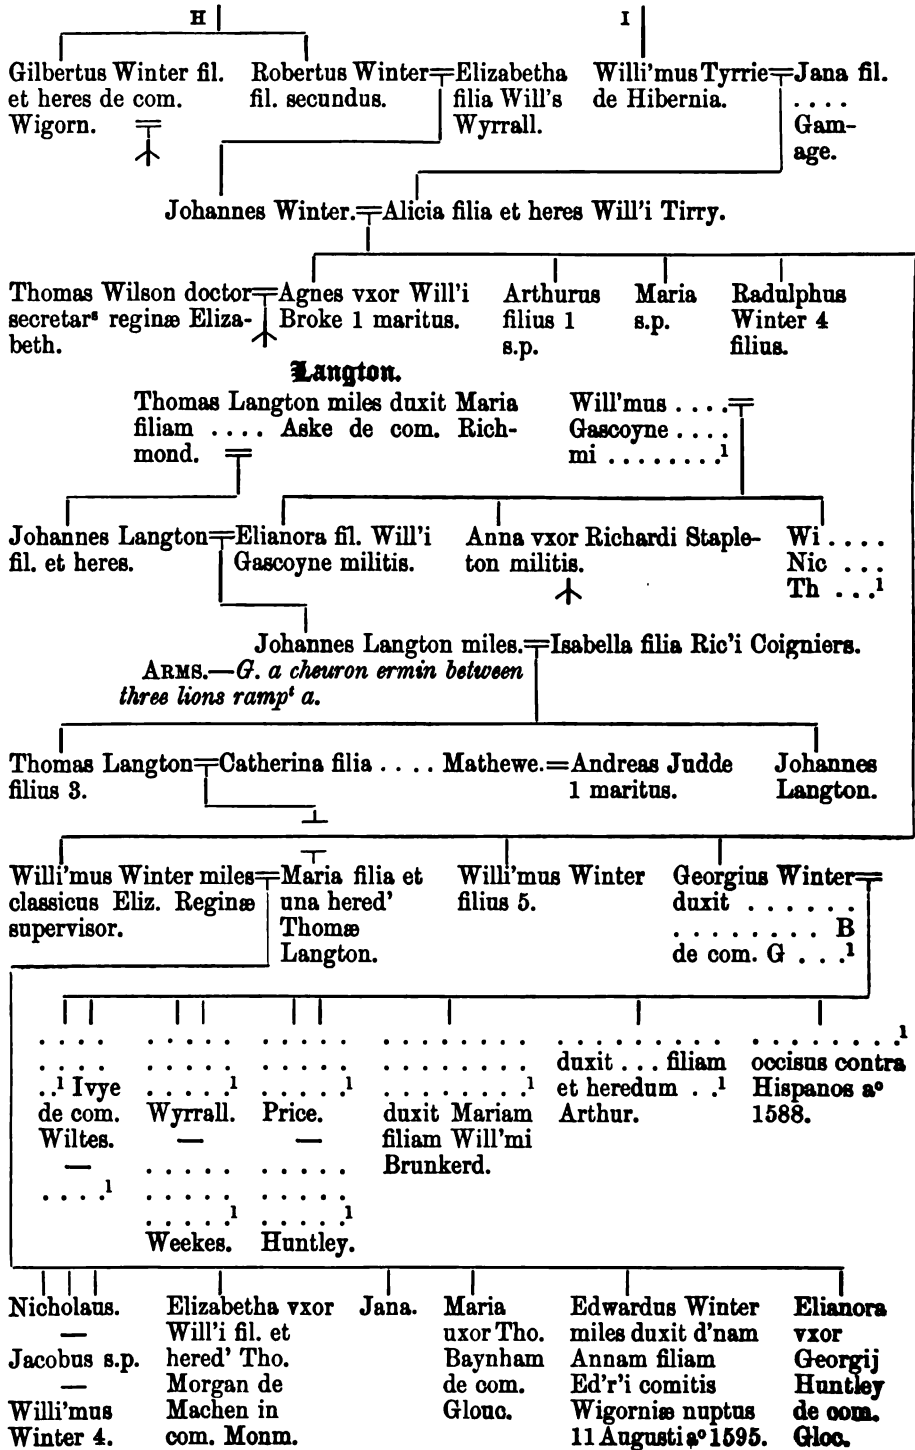 H
I
Gilbertus Winter fil.
et heres de com.
Wigorn.
Robertus Winter
fil. secundus.
Elizabetha
filia Will's
Wyrrall.
Willi'mus Tyrrie
de Hibernia.
Jana fil.
. . . .
Gam-
age.
Johannes Winter.
Alicia filia et heres Will'i Tirry.
Thomas Wilson doctor
secretarˢ reginæ Eliza-
beth.
Agnes vxor Will'i
Broke 1 maritus.
Arthurus
filius 1
s.p.
Maria
s.p.
Radulphus
Winter 4
filius.
Langton.
Thomas Langton miles duxit Maria
filiam . . . . Aske de com. Rich-
mond.
Will'mus . . . .
Gascoyne . . . .
mi . . . . . . . .¹
Johannes Langton
fil. et heres.
Elianora fil. Will'i
Gascoyne militis.
Anna vxor Richardi Staple-
ton militis.
Wi . . . .
Nic . . .
Th . . .¹
Johannes Langton miles.
Isabella filia Ric'i Coigniers.
ARMS.—G. a cheuron ermin between
three lions rampᵗ a.
Thomas Langton
filius 3.
Catherina filia . . . . Mathewe.
Andreas Judde
1 maritus.
Johannes
Langton.
Willi'mus Winter miles
classicus Eliz. Reginæ
supervisor.
Maria filia et
una hered'
Thomæ
Langton.
Willi'mus Winter
filius 5.
Georgius Winter
duxit . . . . . .
. . . . . . . . B
de com. G . . .¹
. . . .
. . . .
. .¹ Ivye
de com.
Wiltes.
—
. . . .¹
. . . . .
. . . . .
. . . . .¹
Wyrrall.
—
. . . . .
. . . . .
. . . . .¹
Weekes.
. . . . .
. . . . .
. . . . .¹
Price.
—
. . . . .
. . . . .
. . . . .¹
Huntley.
. . . . . . . . .
. . . . . . . . .
. . . . . . . . .¹
duxit Mariam
filiam Will'mi
Brunkerd.
. . . . . . . . .
duxit . . . filiam
et heredum . .¹
Arthur.
. . . . . . . . .¹
occisus contra
Hispanos aᵒ
1588.
Nicholaus.
—
Jacobus s.p.
—
Willi'mus
Winter 4.
Elizabetha vxor
Will'i fil. et
hered' Tho.
Morgan de
Machen in
com. Monm.
Jana.
Maria
uxor Tho.
Baynham
de com.
Glouc.
Edwardus Winter
miles duxit d'nam
Annam filiam
Ed'r'i comitis
Wigorniæ nuptus
11 Augusti aᵒ 1595.
Elianora
vxor
Georgij
Huntley
de com.
Gloc.